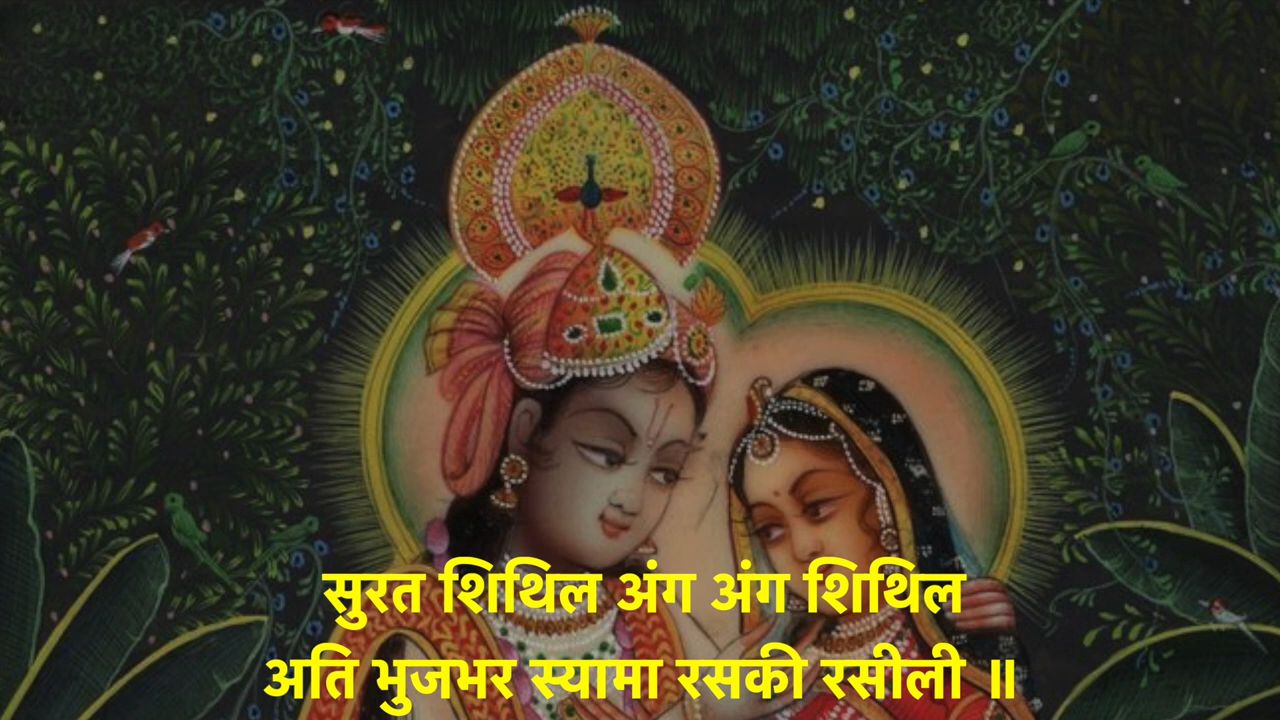 सुरत शिथिल अंग अंग शिथिल
अति भुजभर स्यामा रसकी रसीली ॥